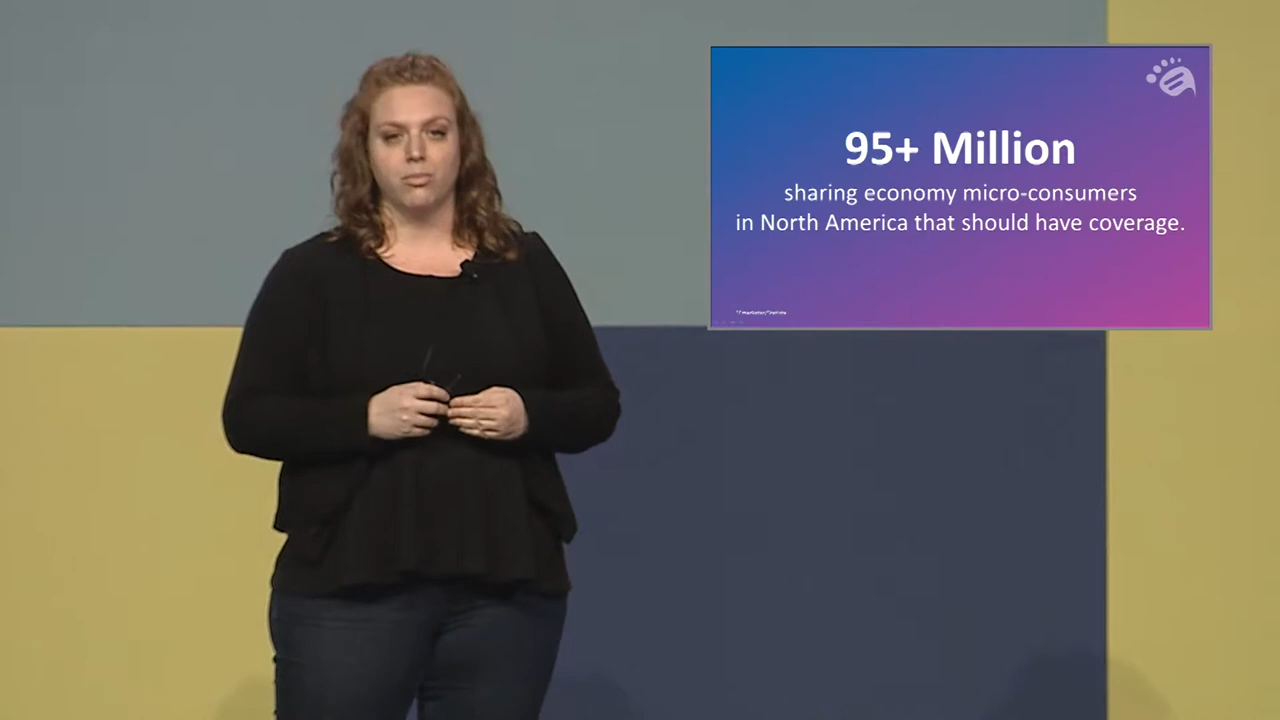 95+ Million
sharing economy micro-consumers
in North America that should have coverage.